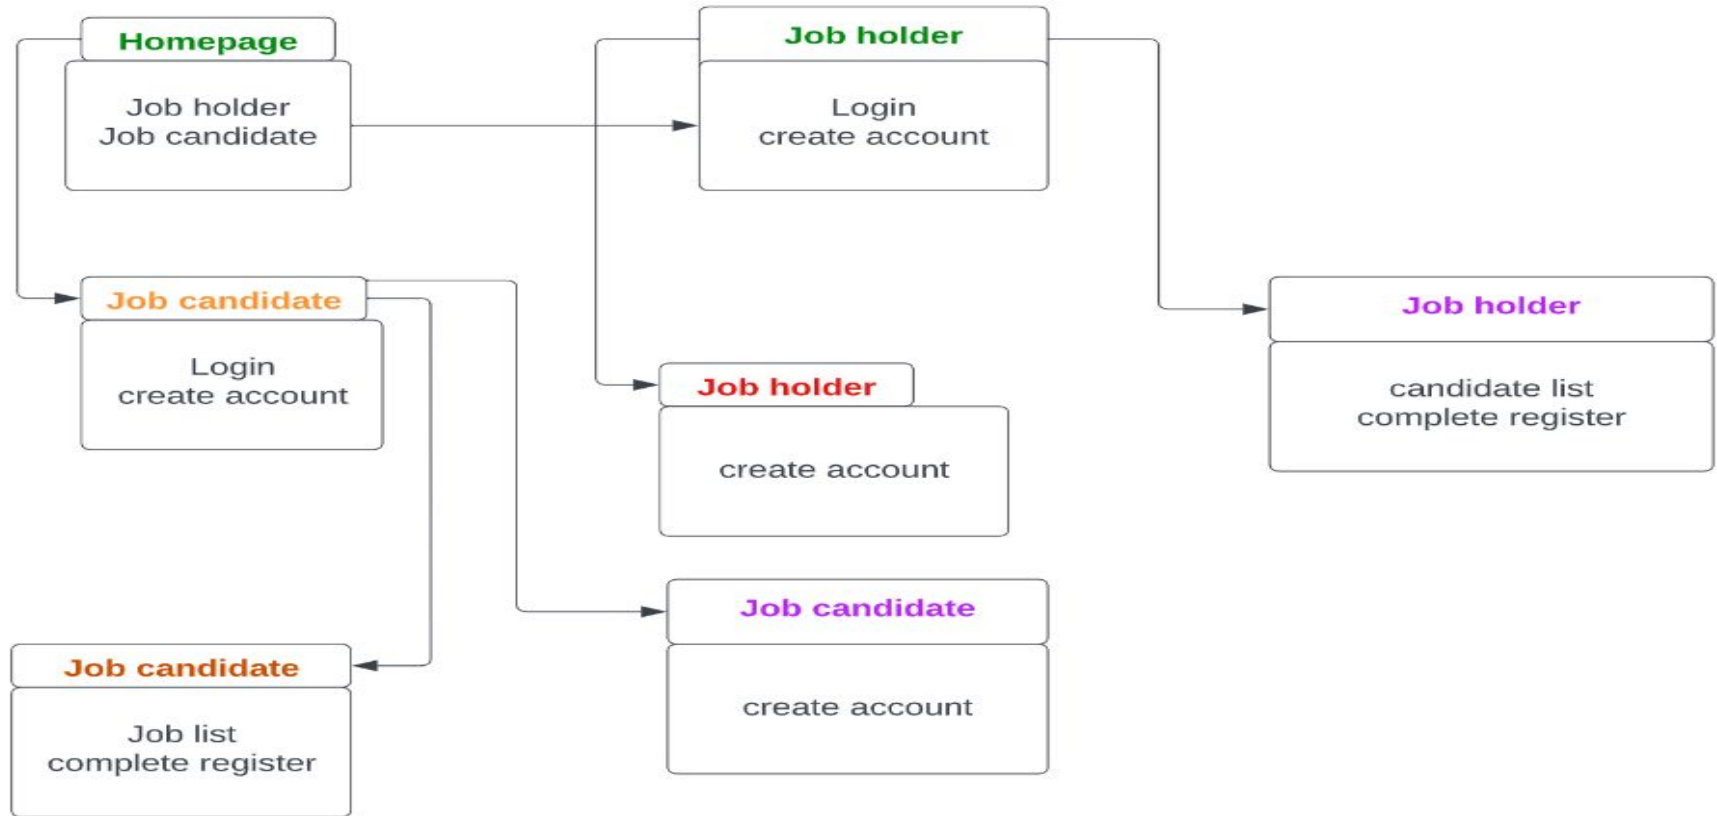 Homepage
Job holder
Job candidate
Job holder
Login
create account
Job candidate
Login
create account
Job holder
create account
Job holder
candidate list
complete register
Job candidate
create account
Job candidate
Job list
complete register